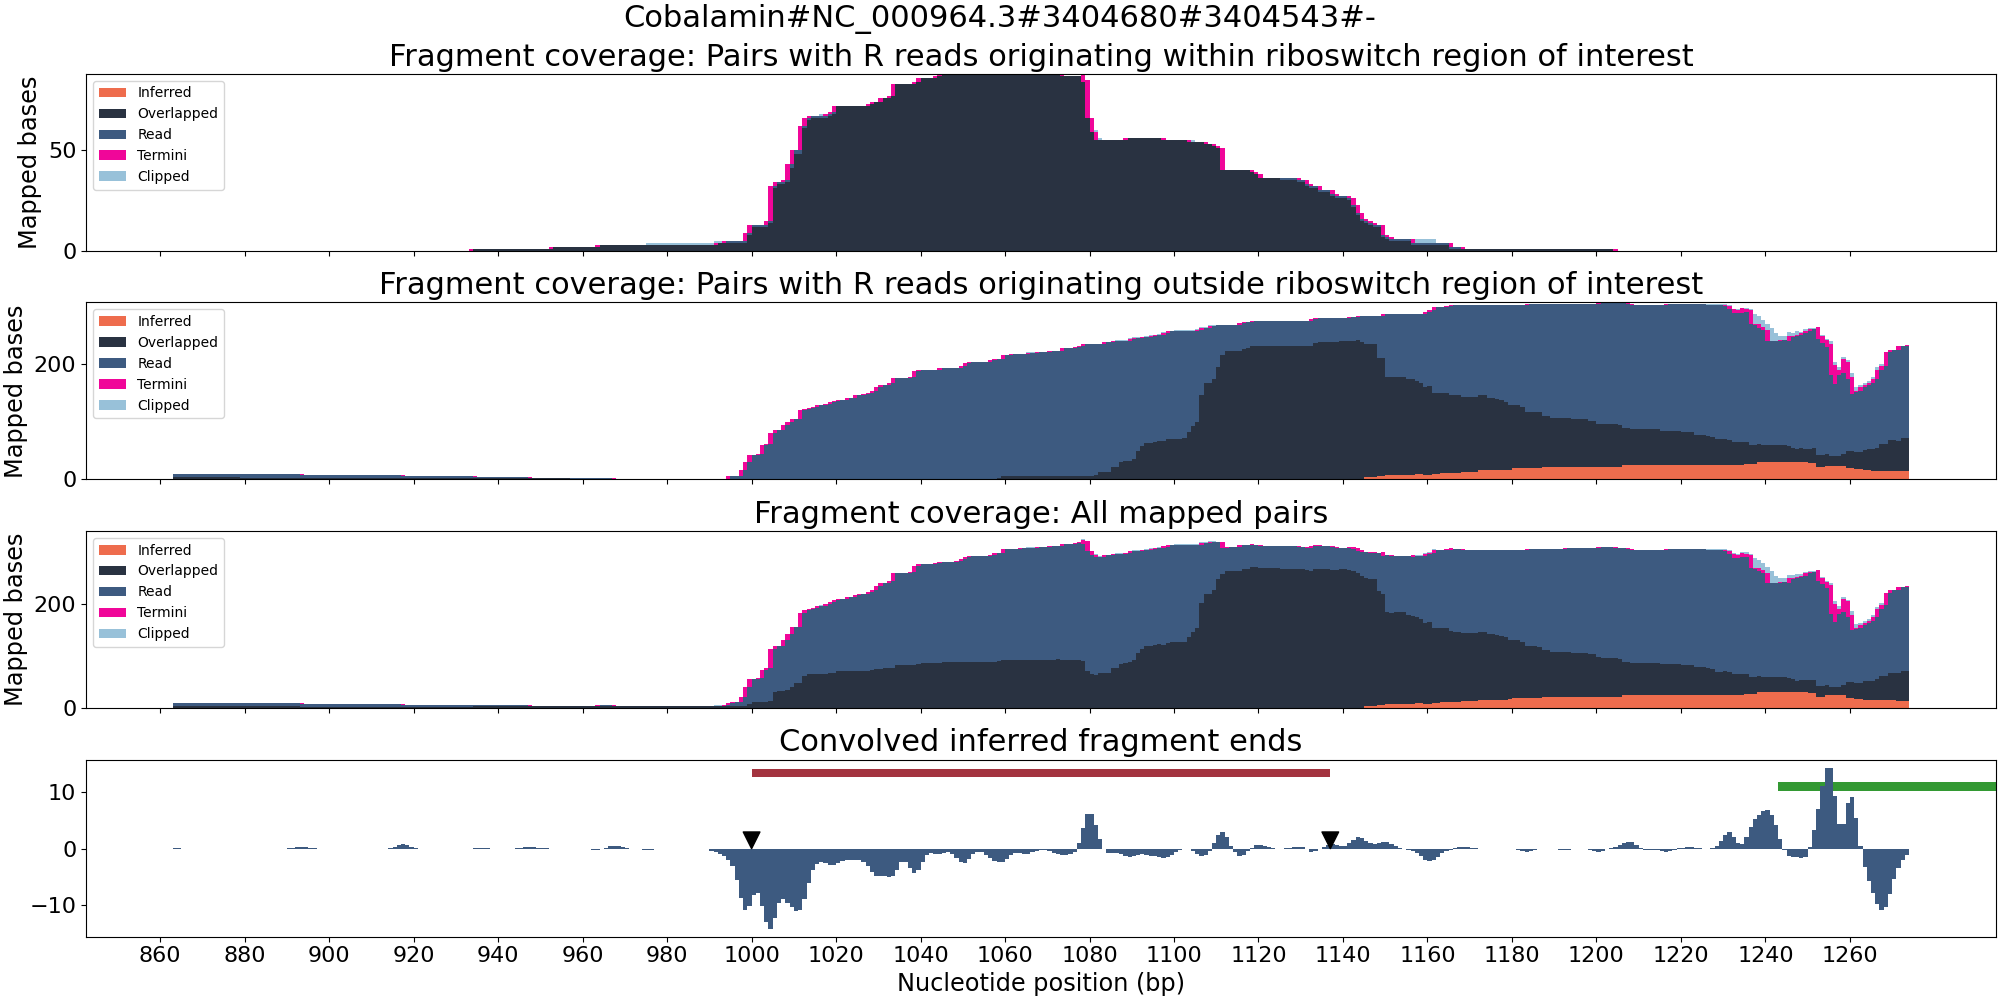 Cobalamin#NC_000964.3#3404680#3404543#-
Fragment coverage: Pairs with R reads originating within riboswitch region of interest
Mapped bases
50
0
Inferred
Overlapped
Read
Termini
Clipped
Fragment coverage: Pairs with R reads originating outside riboswitch region of interest
Mapped bases
200
0
Inferred
Overlapped
Read
Termini
Clipped
Fragment coverage: All mapped pairs
Mapped bases
200
0
Inferred
Overlapped
Read
Termini
Clipped
Convolved inferred fragment ends
10
0
−10
860 880 900 920 940 960 980 1000 1020 1040 1060 1080 1100 1120 1140 1160 1180 1200 1220 1240 1260
Nucleotide position (bp)